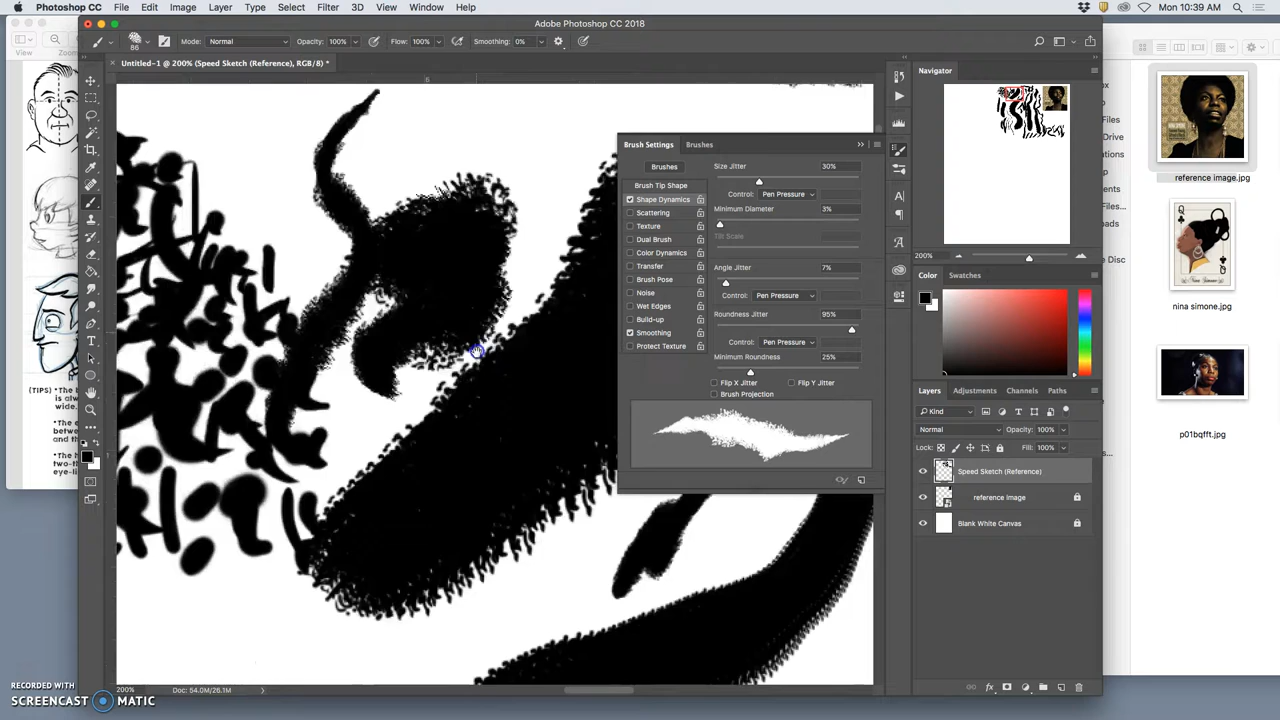 Photoshop CC File Edit Image Layer Type Select Filter 3D View Window Help Mon 10:39 AM
Adobe Photoshop CC 2018
86 Mode: Normal Opacity: 100% Flow: 100% Smoothing: 0%
View Zoom
Untitled-1 @ 200% (Speed Sketch (Reference), RGB/8) *
Navigator
200%
Brush Settings Brushes
Brushes
Brush Tip Shape
Shape Dynamics
Scattering
Texture
Dual Brush
Color Dynamics
Transfer
Brush Pose
Noise
Wet Edges
Build-up
Smoothing
Protect Texture
Size Jitter 30%
Control: Pen Pressure
Minimum Diameter 3%
Tilt Scale
Angle Jitter 7%
Control: Pen Pressure
Roundness Jitter 95%
Control: Pen Pressure
Minimum Roundness 25%
Flip X Jitter Flip Y Jitter
Brush Projection
Color Swatches
Layers Adjustments Channels Paths
Kind
Normal Opacity: 100%
Lock: Fill: 100%
Speed Sketch (Reference)
reference image
Blank White Canvas
reference image.jpg
nina simone.jpg
p01bqfft.jpg
(TIPS)
200% Doc: 54.0M/26.1M
RECORDED WITH
SCREENCAST MATIC